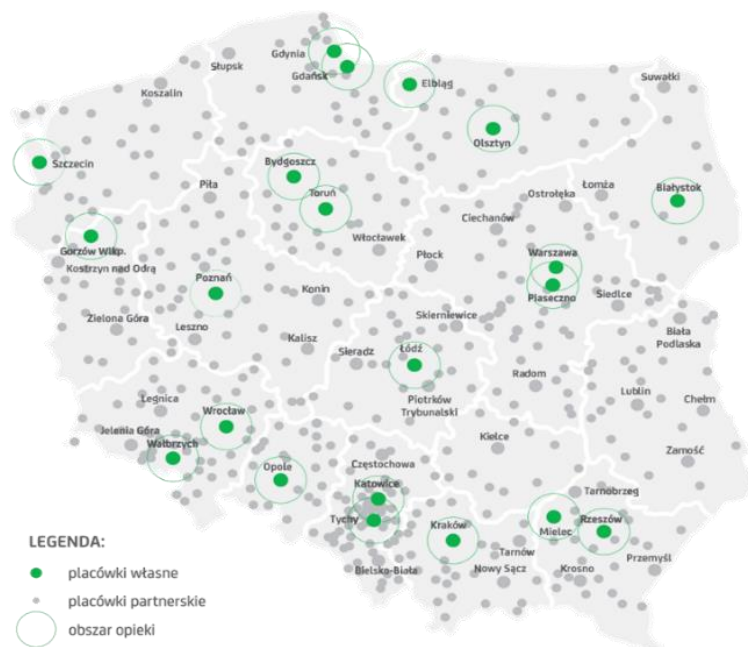 Gdynia
Słupsk
Gdańsk
Elbląg
Suwałki
Koszalin
Olsztyn
Szczecin
Bydgoszcz
Piła
Toruń
Ostrołęka
Łomża
Białystok
Ciechanów
Włocławek
Gorzów Wlkp.
Płock
Warszawa
Kostrzyn nad Odrą
Poznań
Konin
Piaseczno
Siedlce
Zielona Góra
Skierniewice
Biała
Podlaska
Leszno
Kalisz
Sieradz
Łódź
Radom
Piotrków
Trybunalski
Lublin
Legnica
Chełm
Wrocław
Jelenia Góra
Kielce
Wałbrzych
Zamość
Opole
Częstochowa
Katowice
Tarnobrzeg
Tychy
Kraków
Mielec
Rzeszów
Tarnów
Przemyśl
Bielsko-Biała
Nowy Sącz
Krosno
LEGENDA:
placówki własne
placówki partnerskie
obszar opieki